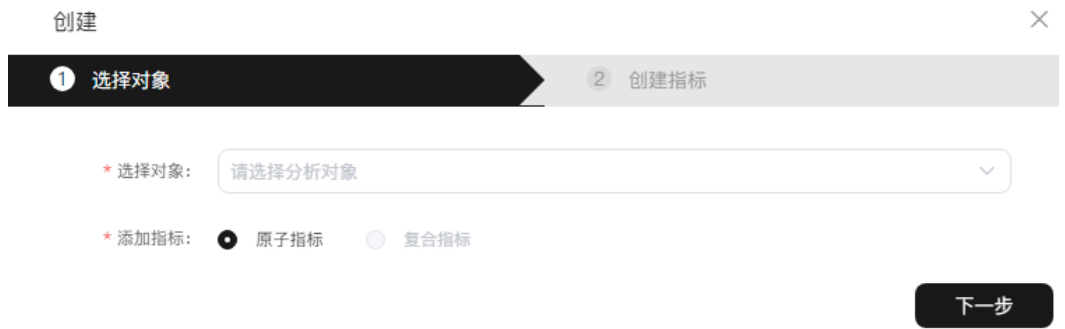 创建
1 选择对象 2 创建指标
* 选择对象: 请选择分析对象
* 添加指标: 原子指标 复合指标
下一步